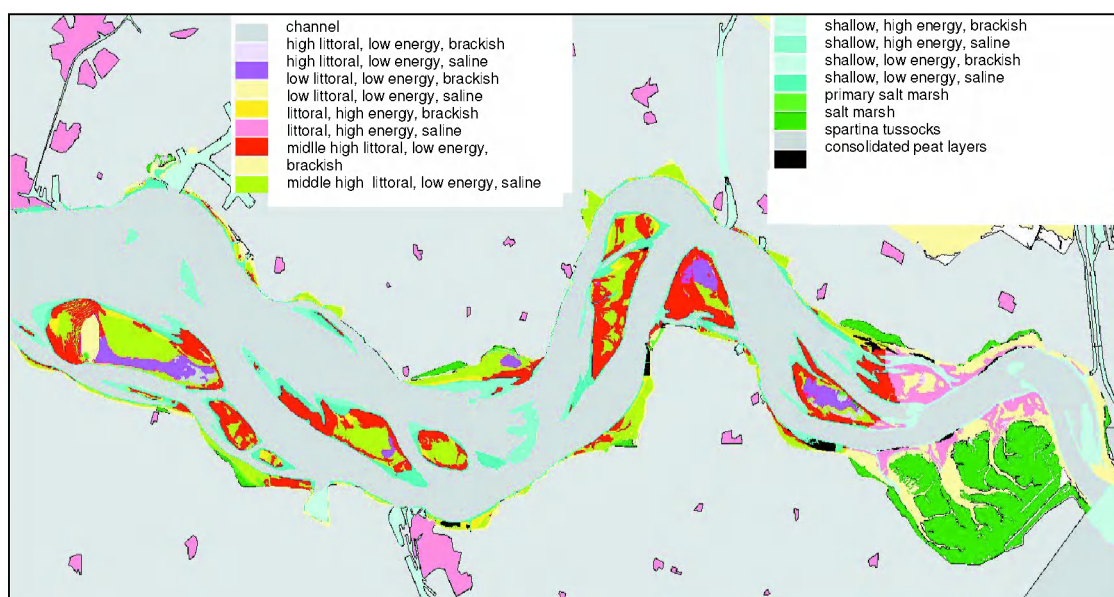 channel
high littoral, low energy, brackish
high littoral, low energy, saline
low littoral, low energy, brackish
low littoral, low energy, saline
littoral, high energy, brackish
littoral, high energy, saline
midlle high littoral, low energy,
brackish
middle high littoral, low energy, saline
shallow, high energy, brackish
shallow, high energy, saline
shallow, low energy, brackish
shallow, low energy, saline
primary salt marsh
salt marsh
spartina tussocks
consolidated peat layers